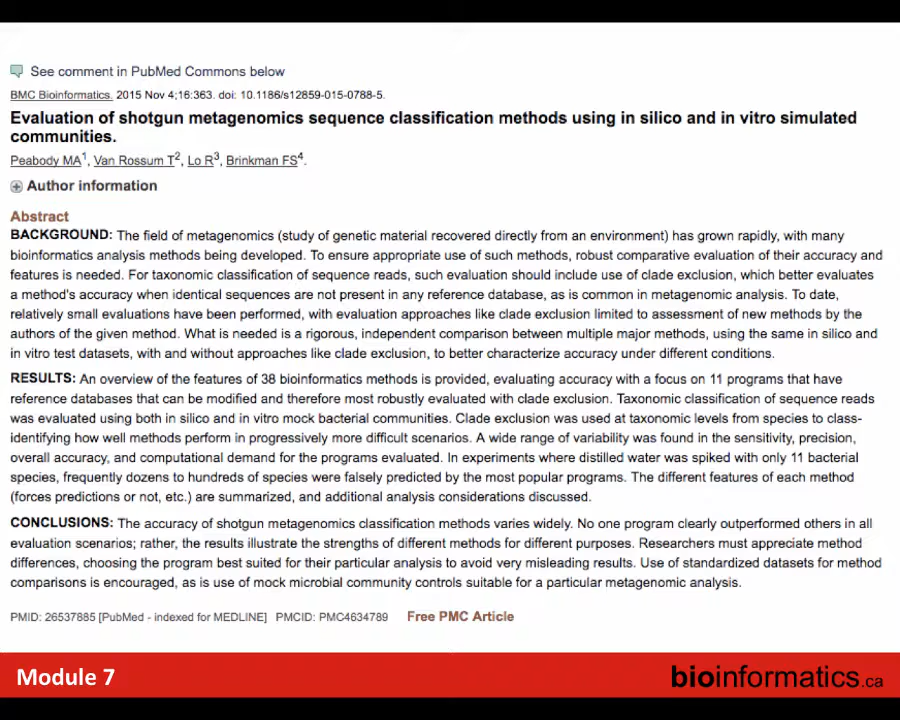 See comment in PubMed Commons below
BMC Bioinformatics. 2015 Nov 4;16:363. doi: 10.1186/s12859-015-0788-5.
Evaluation of shotgun metagenomics sequence classification methods using in silico and in vitro simulated
communities.
Peabody MA1, Van Rossum T2, Lo R3, Brinkman FS4.
Author information
Abstract
BACKGROUND: The field of metagenomics (study of genetic material recovered directly from an environment) has grown rapidly, with many
bioinformatics analysis methods being developed. To ensure appropriate use of such methods, robust comparative evaluation of their accuracy and
features is needed. For taxonomic classification of sequence reads, such evaluation should include use of clade exclusion, which better evaluates
a method's accuracy when identical sequences are not present in any reference database, as is common in metagenomic analysis. To date,
relatively small evaluations have been performed, with evaluation approaches like clade exclusion limited to assessment of new methods by the
authors of the given method. What is needed is a rigorous, independent comparison between multiple major methods, using the same in silico and
in vitro test datasets, with and without approaches like clade exclusion, to better characterize accuracy under different conditions.
RESULTS: An overview of the features of 38 bioinformatics methods is provided, evaluating accuracy with a focus on 11 programs that have
reference databases that can be modified and therefore most robustly evaluated with clade exclusion. Taxonomic classification of sequence reads
was evaluated using both in silico and in vitro mock bacterial communities. Clade exclusion was used at taxonomic levels from species to class-
identifying how well methods perform in progressively more difficult scenarios. A wide range of variability was found in the sensitivity, precision,
overall accuracy, and computational demand for the programs evaluated. In experiments where distilled water was spiked with only 11 bacterial
species, frequently dozens to hundreds of species were falsely predicted by the most popular programs. The different features of each method
(forces predictions or not, etc.) are summarized, and additional analysis considerations discussed.
CONCLUSIONS: The accuracy of shotgun metagenomics classification methods varies widely. No one program clearly outperformed others in all
evaluation scenarios; rather, the results illustrate the strengths of different methods for different purposes. Researchers must appreciate method
differences, choosing the program best suited for their particular analysis to avoid very misleading results. Use of standardized datasets for method
comparisons is encouraged, as is use of mock microbial community controls suitable for a particular metagenomic analysis.
PMID: 26537885 [PubMed - indexed for MEDLINE] PMCID: PMC4634789 Free PMC Article
Module 7
bioinformatics.ca